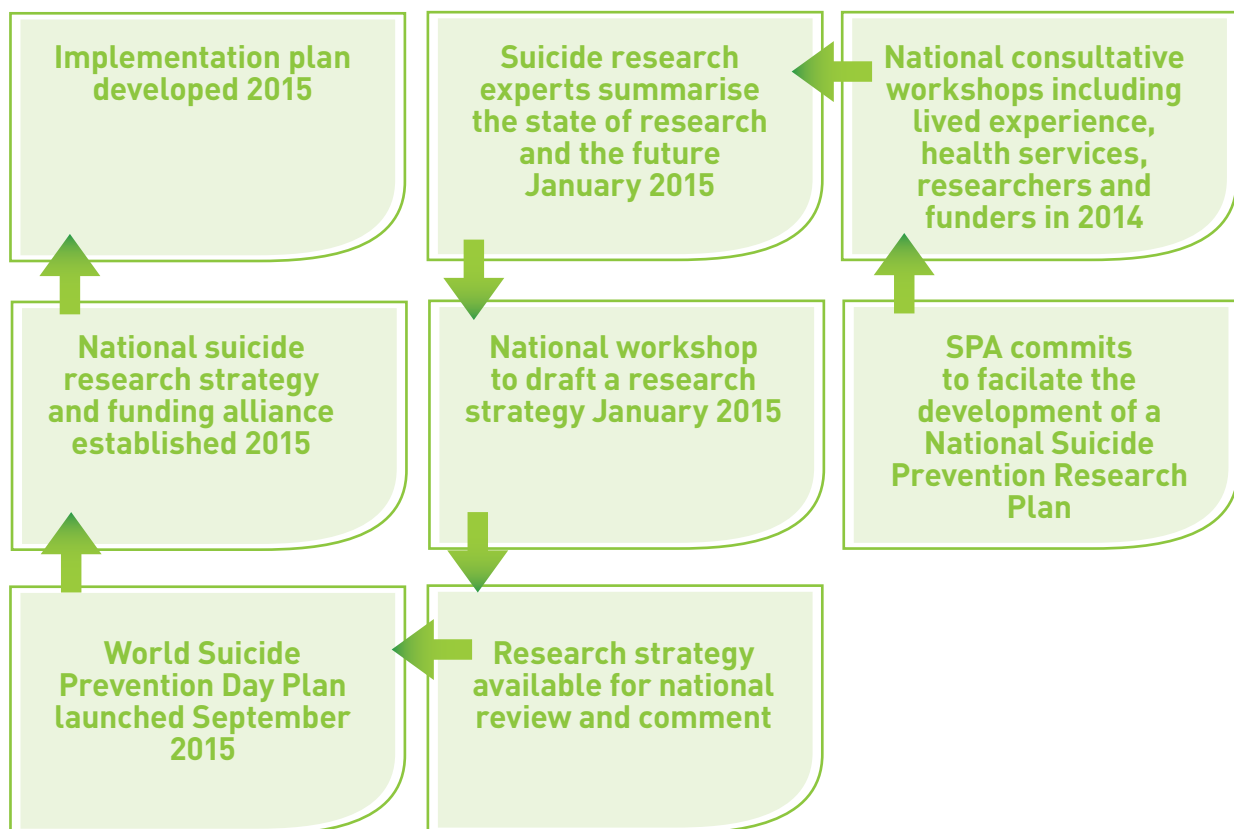 Implementation plan
developed 2015
Suicide research
experts summarise
the state of research
and the future
January 2015
National consultative
workshops including
lived experience,
health services,
researchers and
funders in 2014
National suicide
research strategy
and funding alliance
established 2015
National workshop
to draft a research
strategy January 2015
SPA commits
to facilate the
development of a
National Suicide
Prevention Research
Plan
World Suicide
Prevention Day Plan
launched September
2015
Research strategy
available for national
review and comment